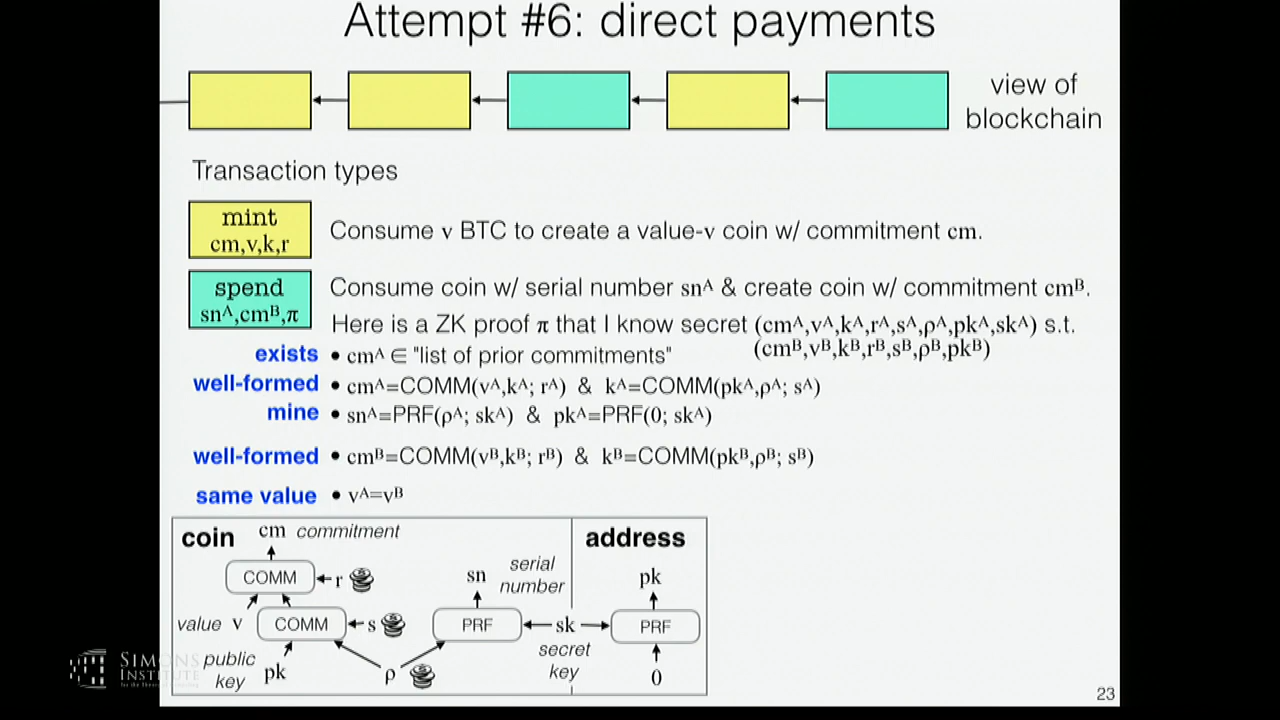 Attempt #6: direct payments
view of
blockchain
Transaction types
mint
cm,v,k,r
Consume v BTC to create a value-v coin w/ commitment cm.
spend
snᴬ,cmᴮ,π
Consume coin w/ serial number snᴬ & create coin w/ commitment cmᴮ.
Here is a ZK proof π that I know secret (cmᴬ,vᴬ,kᴬ,rᴬ,sᴬ,ρᴬ,pkᴬ,skᴬ) s.t.
(cmᴮ,vᴮ,kᴮ,rᴮ,sᴮ,ρᴮ,pkᴮ)
exists • cmᴬ ∈ "list of prior commitments"
well-formed • cmᴬ=COMM(vᴬ,kᴬ; rᴬ) & kᴬ=COMM(pkᴬ,ρᴬ; sᴬ)
mine • snᴬ=PRF(ρᴬ; skᴬ) & pkᴬ=PRF(0; skᴬ)
well-formed • cmᴮ=COMM(vᴮ,kᴮ; rᴮ) & kᴮ=COMM(pkᴮ,ρᴮ; sᴮ)
same value • vᴬ=vᴮ
coin
cm commitment
COMM
r
value v
COMM
s
public
key
pk
ρ
sn
serial
number
PRF
sk
secret
key
address
pk
PRF
0
SIMONS
INSTITUTE
23